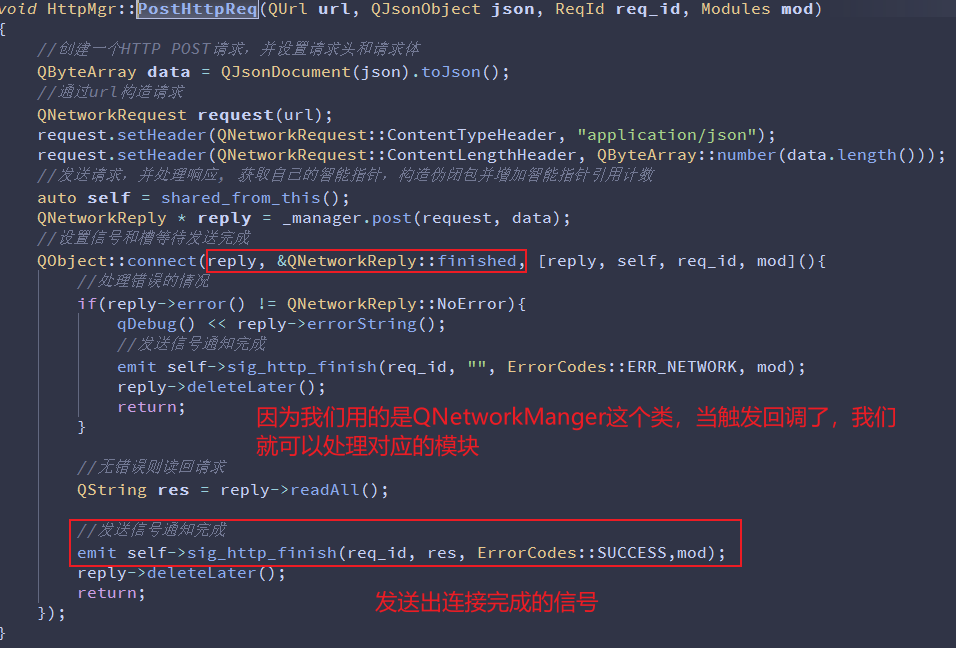 void HttpMgr::PostHttpReq(QUrl url, QJsonObject json, ReqId req_id, Modules mod)
{
//创建一个HTTP POST请求，并设置请求头和请求体
QByteArray data = QJsonDocument(json).toJson();
//通过url构造请求
QNetworkRequest request(url);
request.setHeader(QNetworkRequest::ContentTypeHeader, "application/json");
request.setHeader(QNetworkRequest::ContentLengthHeader, QByteArray::number(data.length()));
//发送请求，并处理响应, 获取自己的智能指针，构造伪闭包并增加智能指针引用计数
auto self = shared_from_this();
QNetworkReply * reply = _manager.post(request, data);
//设置信号和槽等待发送完成
QObject::connect(reply, &QNetworkReply::finished, [reply, self, req_id, mod](){
//处理错误的情况
if(reply->error() != QNetworkReply::NoError){
qDebug() << reply->errorString();
//发送信号通知完成
emit self->sig_http_finish(req_id, "", ErrorCodes::ERR_NETWORK, mod);
reply->deleteLater();
return;
}
因为我们用的是QNetworkManger这个类，当触发回调了，我们
就可以处理对应的模块
//无错误则读回请求
QString res = reply->readAll();
//发送信号通知完成
emit self->sig_http_finish(req_id, res, ErrorCodes::SUCCESS,mod);
reply->deleteLater();
return;
发送出连接完成的信号
});
}